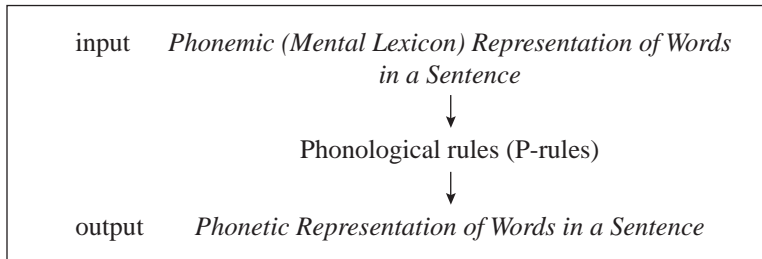 input Phonemic (Mental Lexicon) Representation of Words
in a Sentence
Phonological rules (P-rules)
output Phonetic Representation of Words in a Sentence